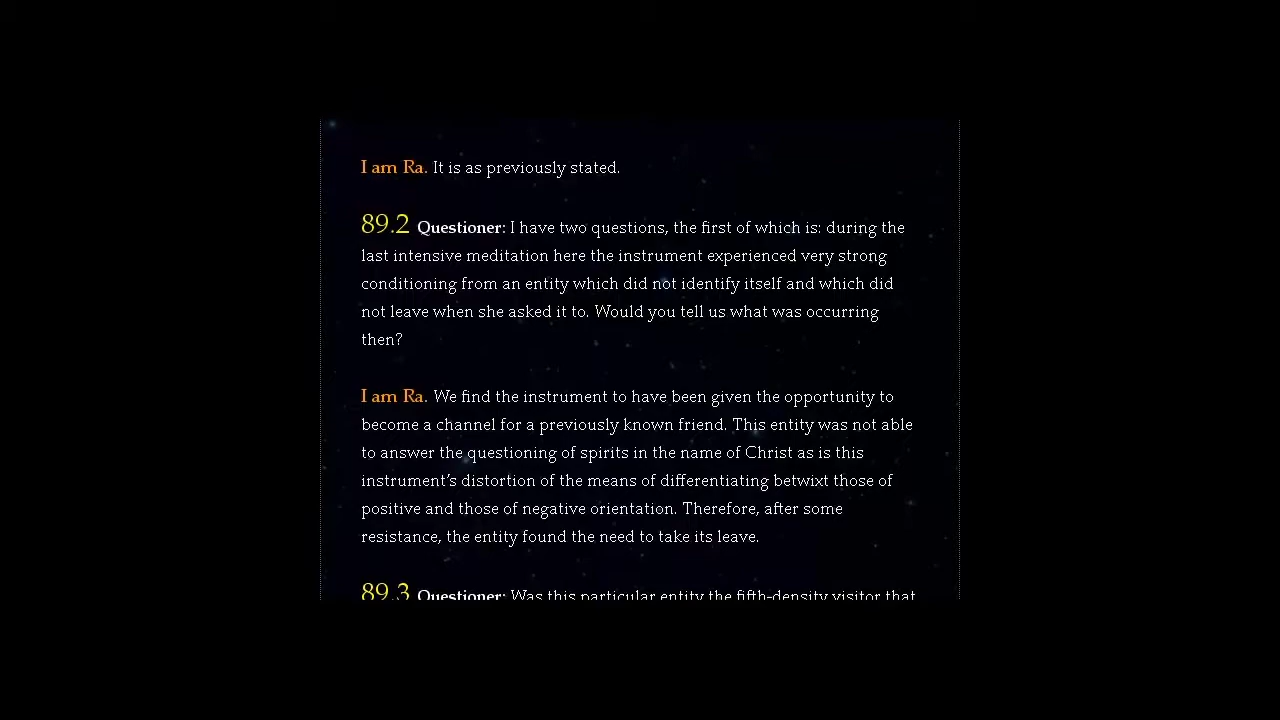 I am Ra. It is as previously stated.
89.2 Questioner: I have two questions, the first of which is: during the
last intensive meditation here the instrument experienced very strong
conditioning from an entity which did not identify itself and which did
not leave when she asked it to. Would you tell us what was occurring
then?
I am Ra. We find the instrument to have been given the opportunity to
become a channel for a previously known friend. This entity was not able
to answer the questioning of spirits in the name of Christ as is this
instrument's distortion of the means of differentiating betwixt those of
positive and those of negative orientation. Therefore, after some
resistance, the entity found the need to take its leave.
89.3 Questioner: Was this particular entity the fifth-density visitor that